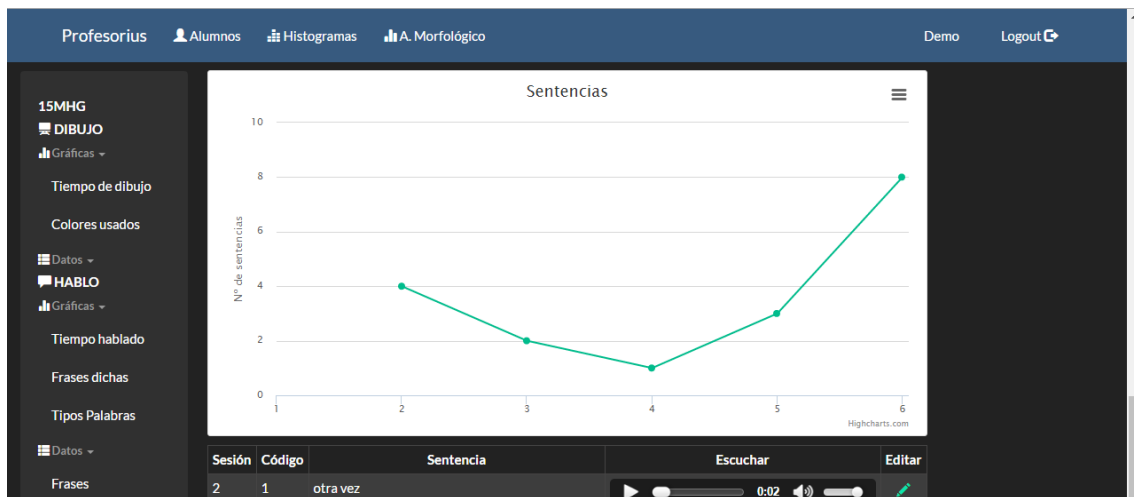 Profesorius Alumnos Histogramas A. Morfológico Demo Logout
15MHG
DIBUJO
Gráficas
Tiempo de dibujo
Colores usados
Datos
HABLO
Gráficas
Tiempo hablado
Frases dichas
Tipos Palabras
Datos
Frases
Sentencias
Nº de sentencias
10
8
6
4
2
0
1 2 3 4 5 6
Highcharts.com
Sesión Código Sentencia Escuchar Editar
2 1 otra vez 0:02